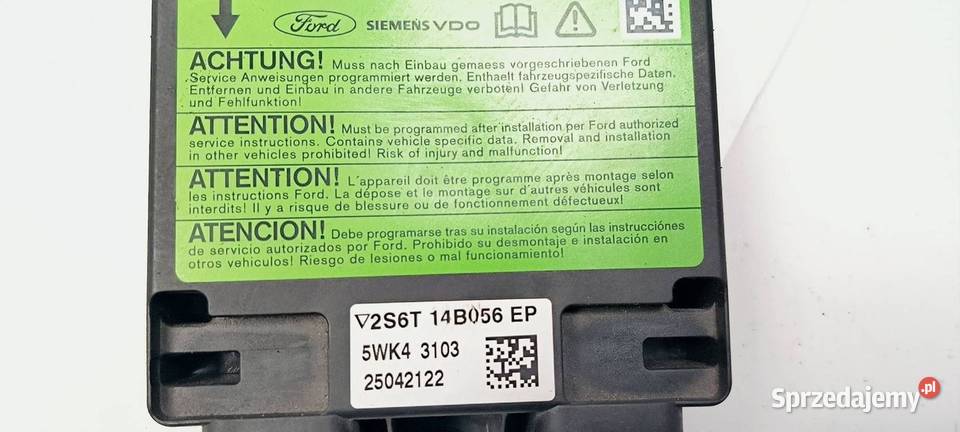 Ford SIEMENS VDO
ACHTUNG! Muss nach Einbau gemaess vorgeschriebenen Ford
Service Anweisungen programmiert werden. Enthaelt fahrzeugspezifische Daten.
Entfernen und Einbau in andere Fahrzeuge verboten! Gefahr von Verletzung
und Fehlfunktion!
ATTENTION! Must be programmed after installation per Ford authorized
service instructions. Contains vehicle specific data. Removal and installation
in other vehicles prohibited! Risk of injury and malfunction!
ATTENTION! L'appareil doit être programme après montage selon
les instructions Ford. La dépose et le montage sur d'autres véhicules sont
interdits! Il y a risque de blessure ou de fonctionnement défectueux!
ATENCION! Debe programarse tras su instalación según las instrucciónes
de servicio autorizados por Ford. Prohibido su desmontaje e instalación en
otros vehiculos! Riesgo de lesiones o mal funcionamiento!
▽2S6T 14B056 EP
5WK4 3103
25042122
Sprzedajemy.pl